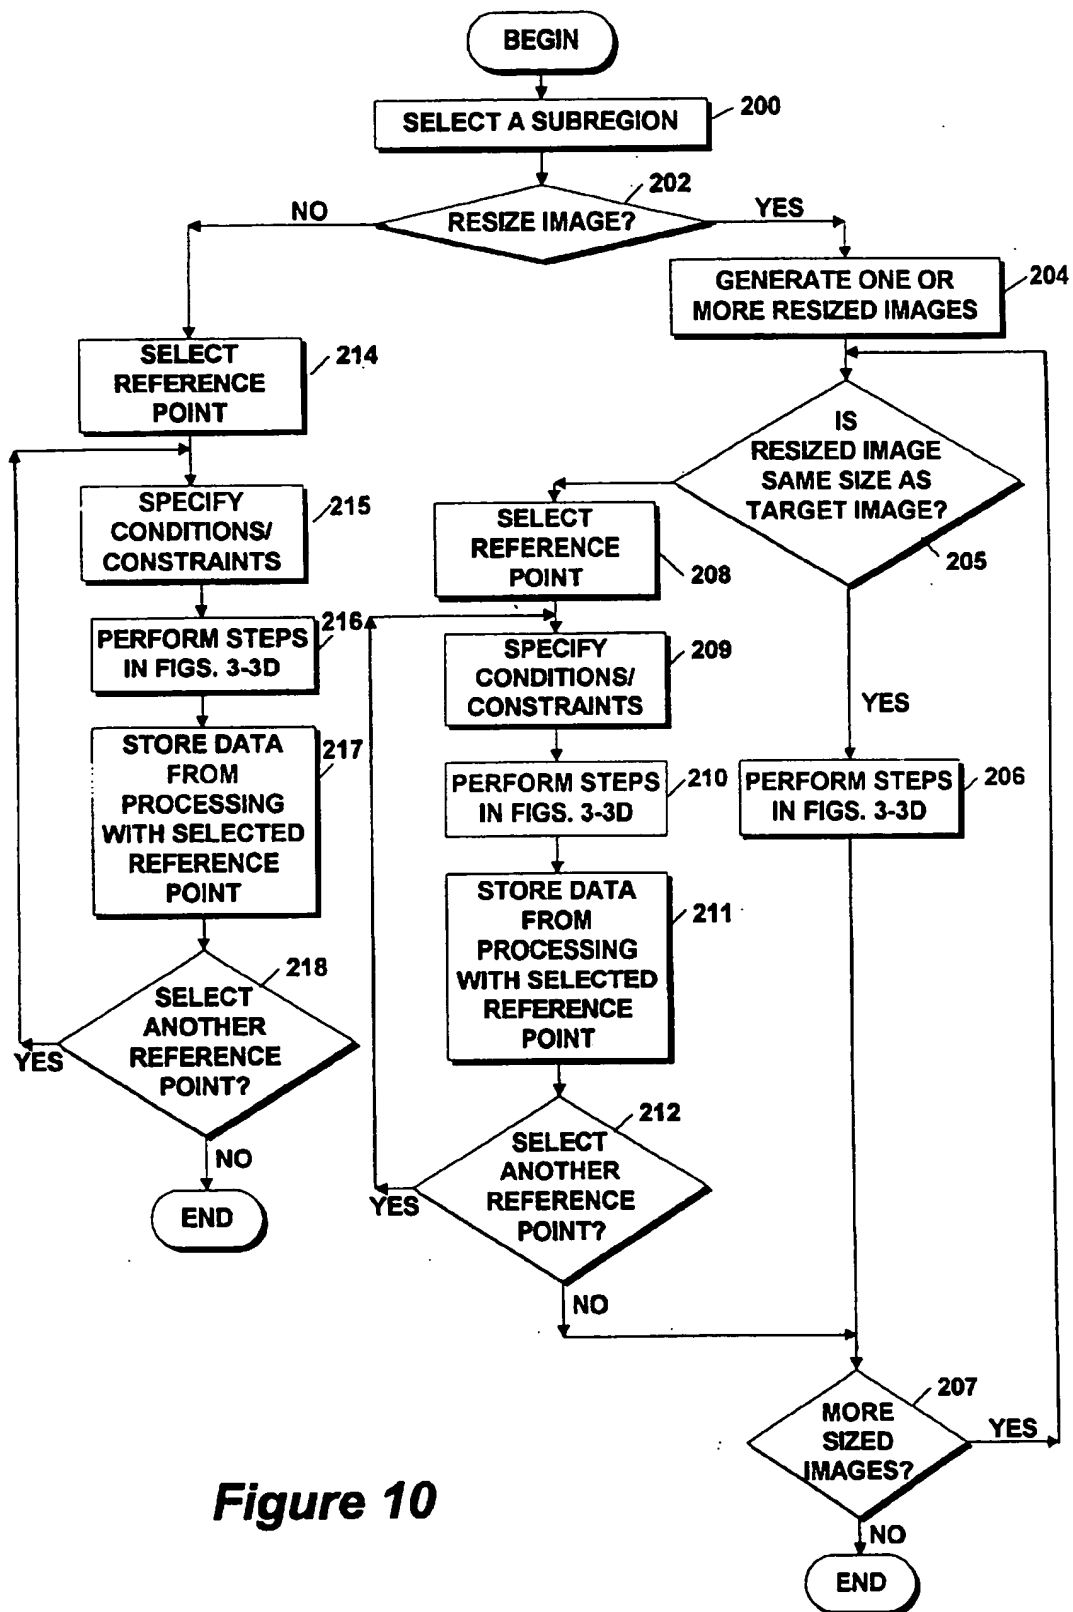 BEGIN
SELECT A SUBREGION
200
RESIZE IMAGE?
202
NO
YES
GENERATE ONE OR
MORE RESIZED IMAGES
204
SELECT
REFERENCE
POINT
214
SPECIFY
CONDITIONS/
CONSTRAINTS
215
PERFORM STEPS
IN FIGS. 3-3D
216
STORE DATA
FROM
PROCESSING
WITH SELECTED
REFERENCE
POINT
217
SELECT
ANOTHER
REFERENCE
POINT?
218
YES
NO
END
IS
RESIZED IMAGE
SAME SIZE AS
TARGET IMAGE?
205
SELECT
REFERENCE
POINT
208
SPECIFY
CONDITIONS/
CONSTRAINTS
209
PERFORM STEPS
IN FIGS. 3-3D
210
STORE DATA
FROM
PROCESSING
WITH SELECTED
REFERENCE
POINT
211
SELECT
ANOTHER
REFERENCE
POINT?
212
YES
NO
YES
PERFORM STEPS
IN FIGS. 3-3D
206
MORE
SIZED
IMAGES?
207
YES
NO
END
Figure 10